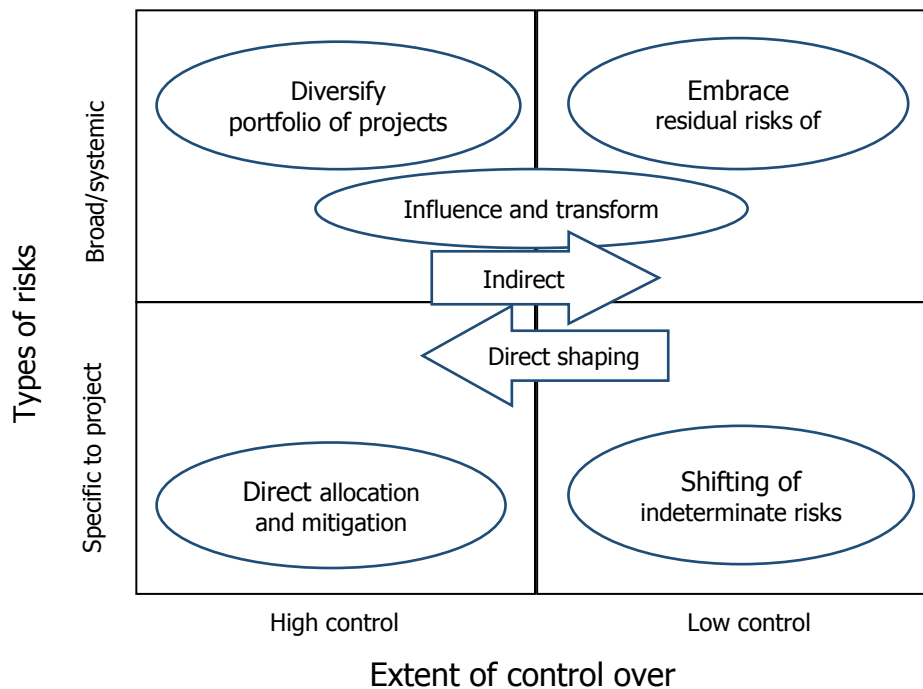 Types of risks
Broad/systemic
Specific to project
Diversify
portfolio of projects
Embrace
residual risks of
Influence and transform
Indirect
Direct shaping
Direct allocation
and mitigation
Shifting of
indeterminate risks
High control
Low control
Extent of control over